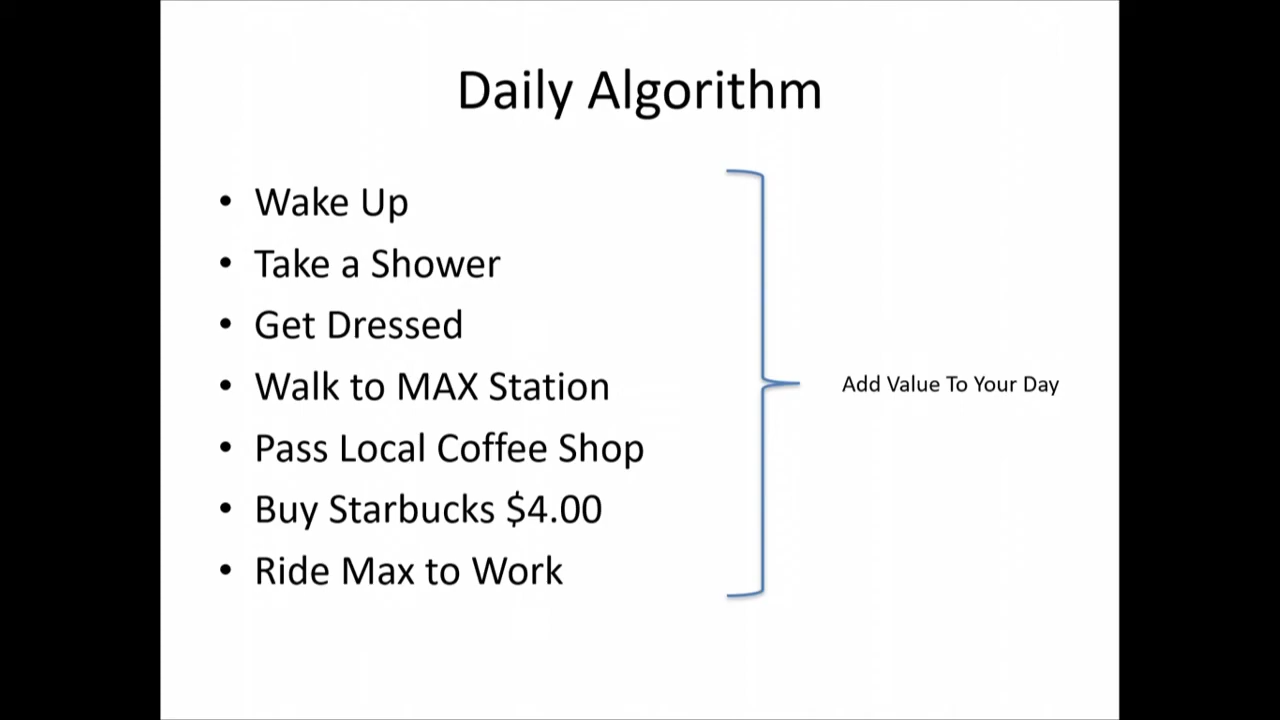 Daily Algorithm
• Wake Up
• Take a Shower
• Get Dressed
• Walk to MAX Station
• Pass Local Coffee Shop
• Buy Starbucks $4.00
• Ride Max to Work
Add Value To Your Day